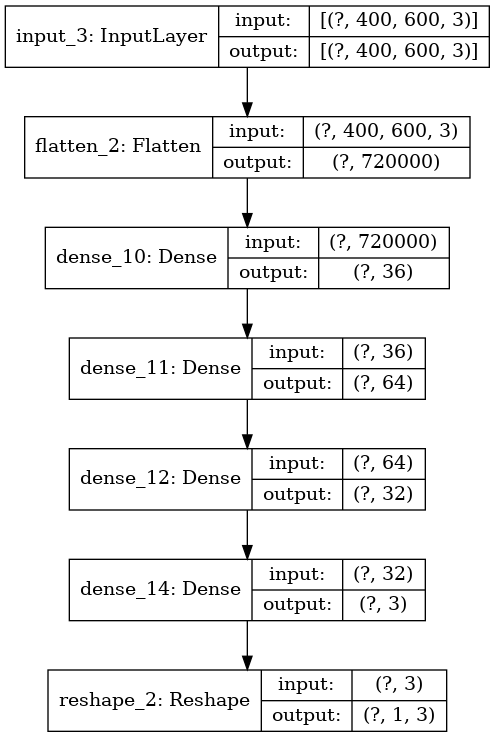 input_3: InputLayer
input:
[(?, 400, 600, 3)]
output:
[(?, 400, 600, 3)]
flatten_2: Flatten
input:
(?, 400, 600, 3)
output:
(?, 720000)
dense_10: Dense
input:
(?, 720000)
output:
(?, 36)
dense_11: Dense
input:
(?, 36)
output:
(?, 64)
dense_12: Dense
input:
(?, 64)
output:
(?, 32)
dense_14: Dense
input:
(?, 32)
output:
(?, 3)
reshape_2: Reshape
input:
(?, 3)
output:
(?, 1, 3)